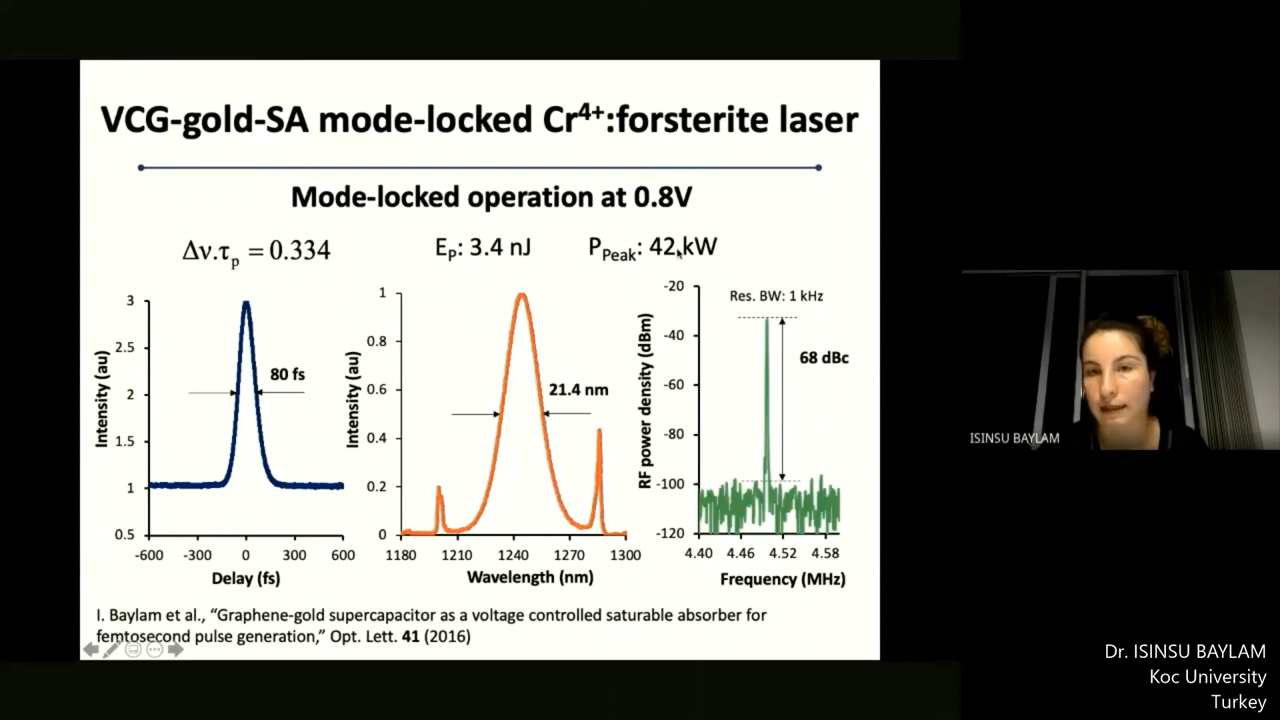 VCG-gold-SA mode-locked Cr⁴⁺:forsterite laser
Mode-locked operation at 0.8V
Δν.τp = 0.334
EP: 3.4 nJ
PPeak: 42 kW
3
2.5
2
1.5
1
0.5
Intensity (au)
80 fs
-600 -300 0 300 600
Delay (fs)
1
0.8
0.6
0.4
0.2
0
Intensity (au)
21.4 nm
1180 1210 1240 1270 1300
Wavelength (nm)
-20
-40
-60
-80
-100
-120
RF power density (dBm)
Res. BW: 1 kHz
68 dBc
4.40 4.46 4.52 4.58
Frequency (MHz)
I. Baylam et al., “Graphene-gold supercapacitor as a voltage controlled saturable absorber for
femtosecond pulse generation,” Opt. Lett. 41 (2016)
ISINSU BAYLAM
Dr. ISINSU BAYLAM
Koc University
Turkey